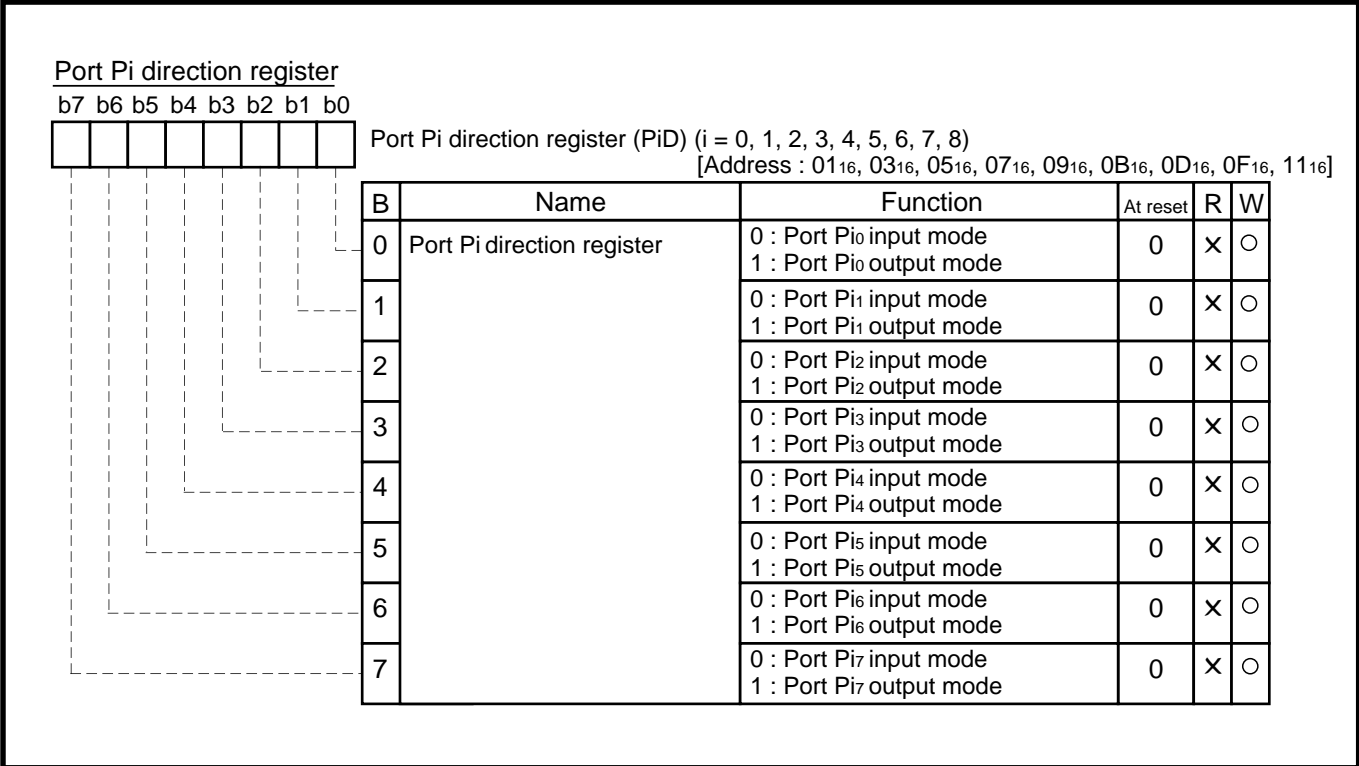 Port Pi direction register
b7 b6 b5 b4 b3 b2 b1 b0
Port Pi direction register (PiD) (i = 0, 1, 2, 3, 4, 5, 6, 7, 8)
[Address : 0116, 0316, 0516, 0716, 0916, 0B16, 0D16, 0F16, 1116]
B Name Function At reset R W
0 Port Pi direction register 0 : Port Pi0 input mode 0 × ○
1 : Port Pi0 output mode
1 0 : Port Pi1 input mode 0 × ○
1 : Port Pi1 output mode
2 0 : Port Pi2 input mode 0 × ○
1 : Port Pi2 output mode
3 0 : Port Pi3 input mode 0 × ○
1 : Port Pi3 output mode
4 0 : Port Pi4 input mode 0 × ○
1 : Port Pi4 output mode
5 0 : Port Pi5 input mode 0 × ○
1 : Port Pi5 output mode
6 0 : Port Pi6 input mode 0 × ○
1 : Port Pi6 output mode
7 0 : Port Pi7 input mode 0 × ○
1 : Port Pi7 output mode